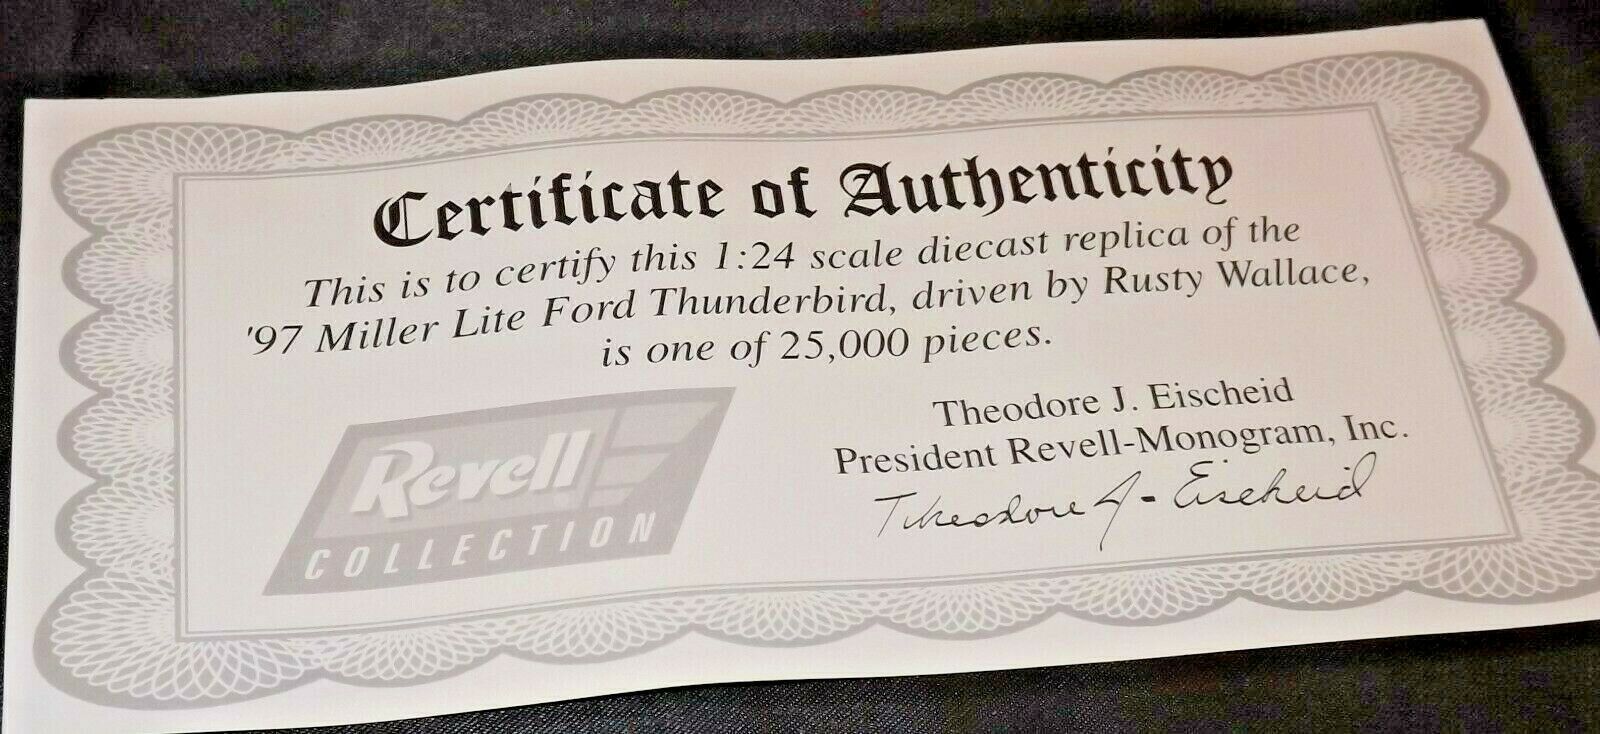 Certificate of Authenticity
This is to certify this 1:24 scale diecast replica of the
'97 Miller Lite Ford Thunderbird, driven by Rusty Wallace,
is one of 25,000 pieces.
Revell
COLLECTION
Theodore J. Eischeid
President Revell-Monogram, Inc.
Theodore J. Eischeid